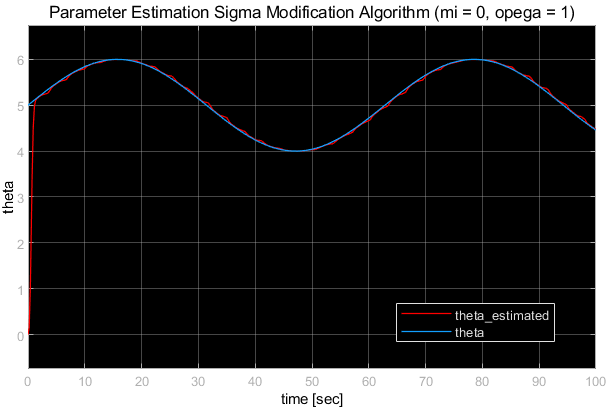 Parameter Estimation Sigma Modification Algorithm (mi = 0, opega = 1)
theta
6
5
4
3
2
1
0
theta_estimated
theta
0 10 20 30 40 50 60 70 80 90 100
time [sec]